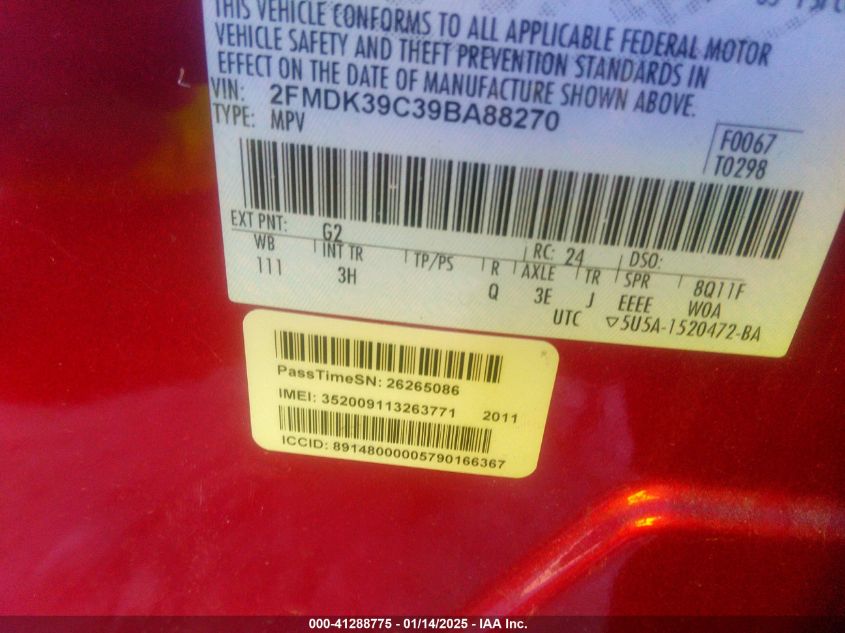 THIS VEHICLE CONFORMS TO ALL APPLICABLE FEDERAL MOTOR
VEHICLE SAFETY AND THEFT PREVENTION STANDARDS IN
EFFECT ON THE DATE OF MANUFACTURE SHOWN ABOVE.
VIN: 2FMDK39C39BA88270
TYPE: MPV
F0067
T0298
EXT PNT: G2 RC: 24 DSO:
WB INT TR TP/PS R AXLE TR SPR 8Q11F
111 3H Q 3E J EEEE W0A
UTC ▽5U5A-1520472-BA
PassTimeSN: 26265086
IMEI: 352009113263771 2011
ICCID: 89148000005790166367
000-41288775 - 01/14/2025 - IAA Inc.